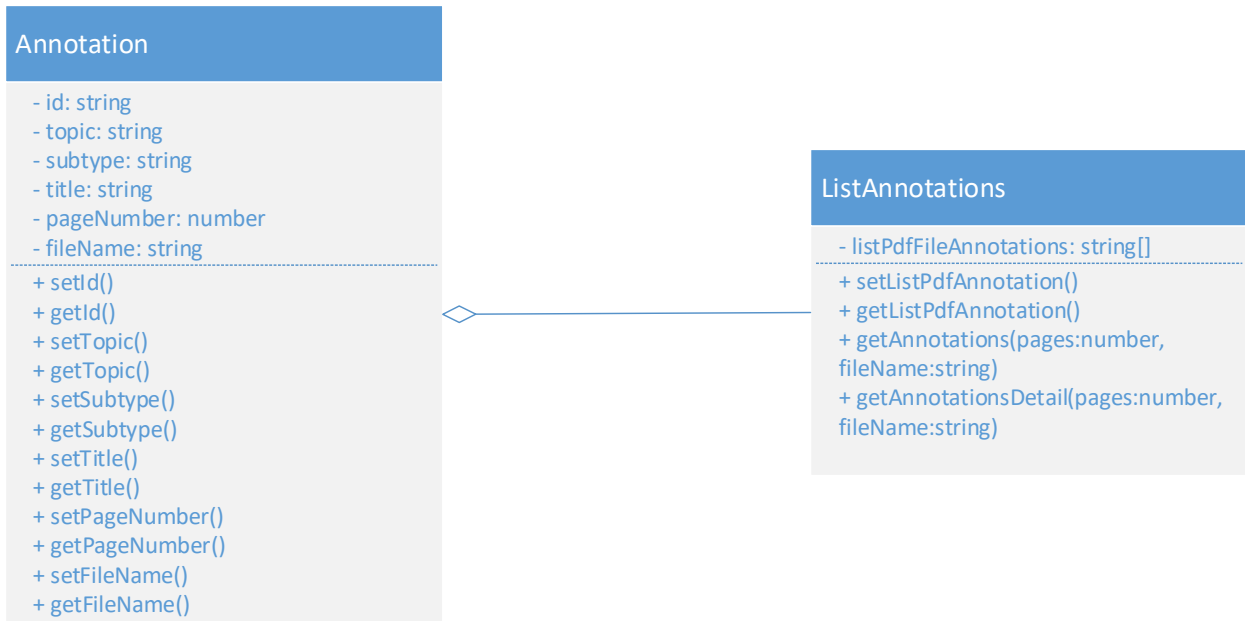 Annotation
- id: string
- topic: string
- subtype: string
- title: string
- pageNumber: number
- fileName: string
+ setId()
+ getId()
+ setTopic()
+ getTopic()
+ setSubtype()
+ getSubtype()
+ setTitle()
+ getTitle()
+ setPageNumber()
+ getPageNumber()
+ setFileName()
+ getFileName()
ListAnnotations
- listPdfFileAnnotations: string[]
+ setListPdfAnnotation()
+ getListPdfAnnotation()
+ getAnnotations(pages:number,
fileName:string)
+ getAnnotationsDetail(pages:number,
fileName:string)